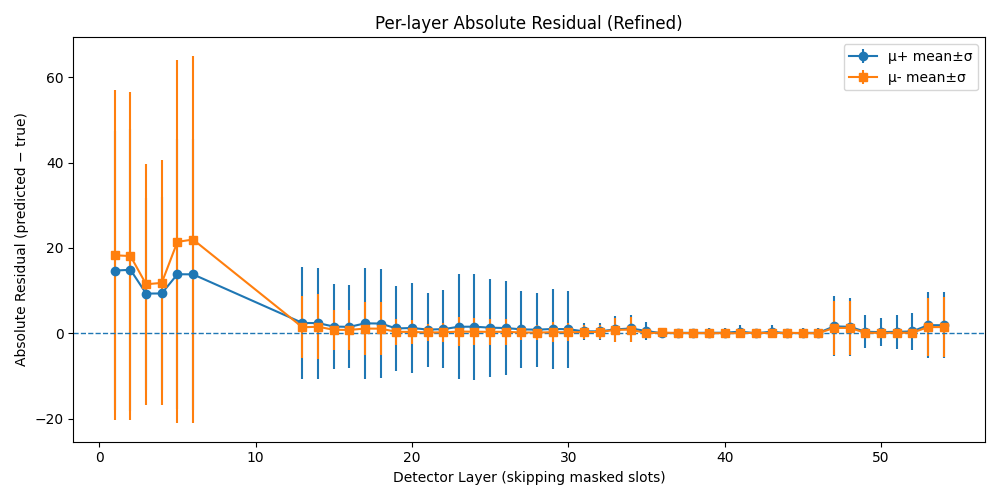 Per-layer Absolute Residual (Refined)
μ+ mean±σ
μ- mean±σ
Absolute Residual (predicted − true)
60
40
20
0
−20
0
10
20
30
40
50
Detector Layer (skipping masked slots)